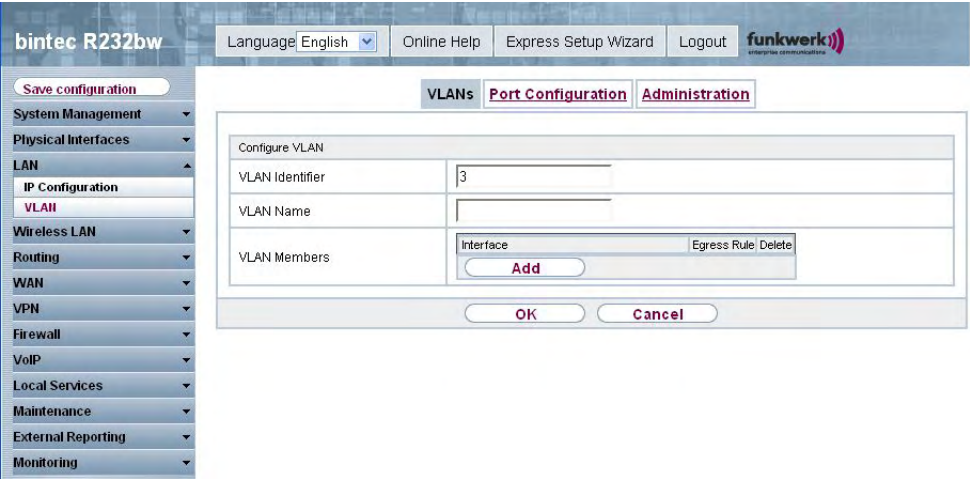 bintec R232bw
Language English Online Help Express Setup Wizard Logout funkwerk
enterprise communications
Save configuration
System Management
Physical Interfaces
LAN
IP Configuration
VLAN
Wireless LAN
Routing
WAN
VPN
Firewall
VoIP
Local Services
Maintenance
External Reporting
Monitoring
VLANs Port Configuration Administration
Configure VLAN
VLAN Identifier 3
VLAN Name
VLAN Members
Interface Egress Rule Delete
Add
OK Cancel